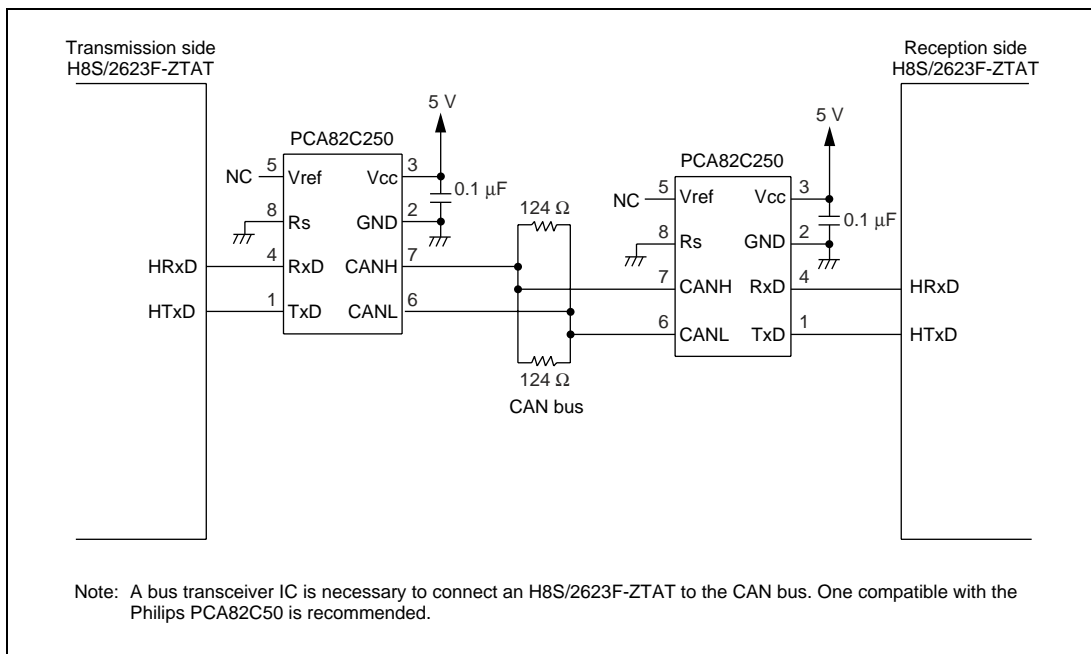 Transmission side
H8S/2623F-ZTAT
Reception side
H8S/2623F-ZTAT
5 V
PCA82C250
NC 5 Vref Vcc 3
0.1 µF
8 Rs GND 2
HRxD 4 RxD CANH 7
HTxD 1 TxD CANL 6
124 Ω
124 Ω
CAN bus
5 V
PCA82C250
NC 5 Vref Vcc 3
0.1 µF
8 Rs GND 2
7 CANH RxD 4 HRxD
6 CANL TxD 1 HTxD
Note: A bus transceiver IC is necessary to connect an H8S/2623F-ZTAT to the CAN bus. One compatible with the
Philips PCA82C50 is recommended.